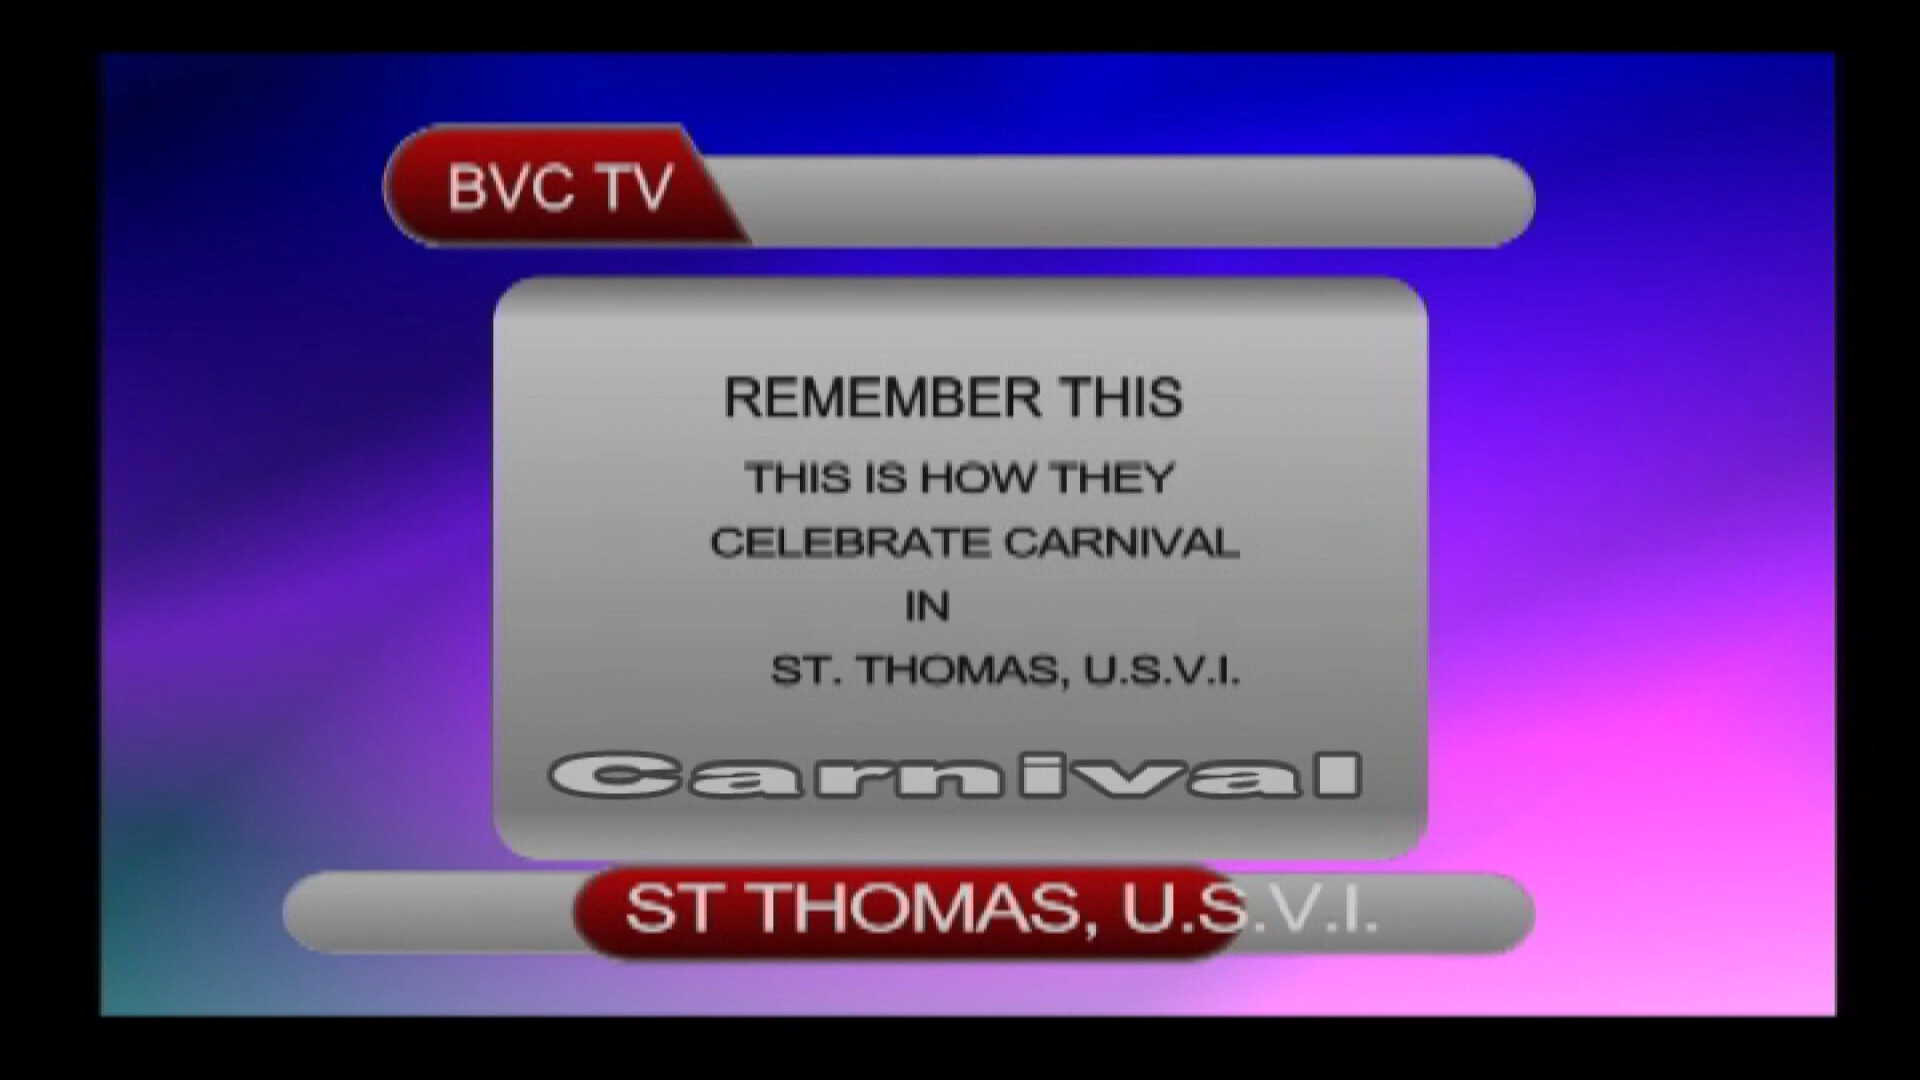 BVC TV
REMEMBER THIS
THIS IS HOW THEY
CELEBRATE CARNIVAL
IN
ST. THOMAS, U.S.V.I.
Carnival
ST THOMAS, U.S.V.I.